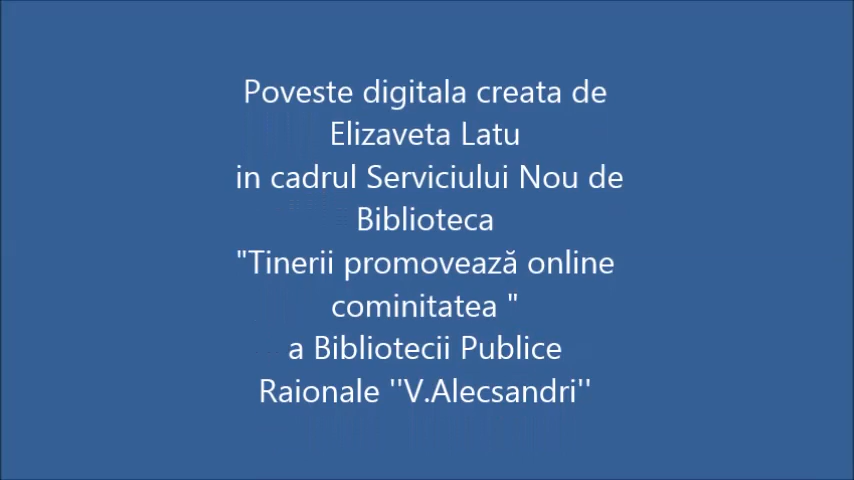 Poveste digitala creata de
Elizaveta Latu
in cadrul Serviciului Nou de
Biblioteca
"Tinerii promovează online
cominitatea "
a Bibliotecii Publice
Raionale ''V.Alecsandri''